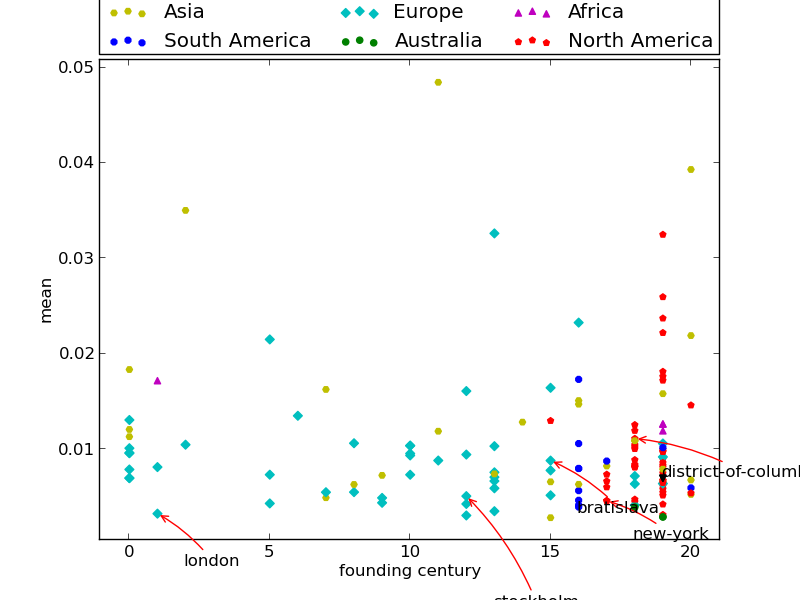 Asia Europe Africa
South America Australia North America
0.05
0.04
0.03
0.02
0.01
mean
0 5 10 15 20
founding century
district-of-columl
bratislava
new-york
london
stockholm